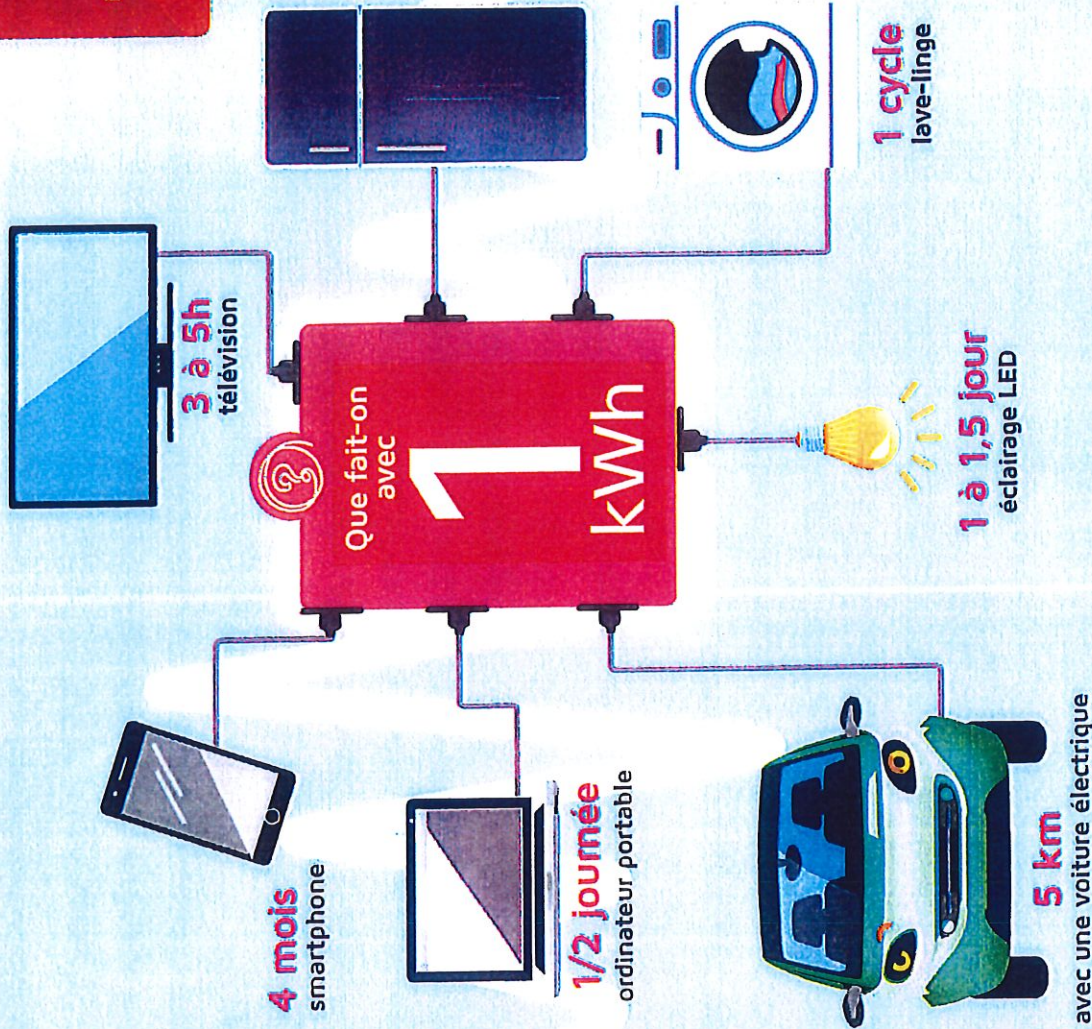 4 mois
smartphone
3 à 5h
télévision
?
Que fait-on
avec
1
kWh
1/2 journée
ordinateur portable
5 km
avec une voiture électrique
1 à 1,5 jour
éclairage LED
1 cycle
lave-linge